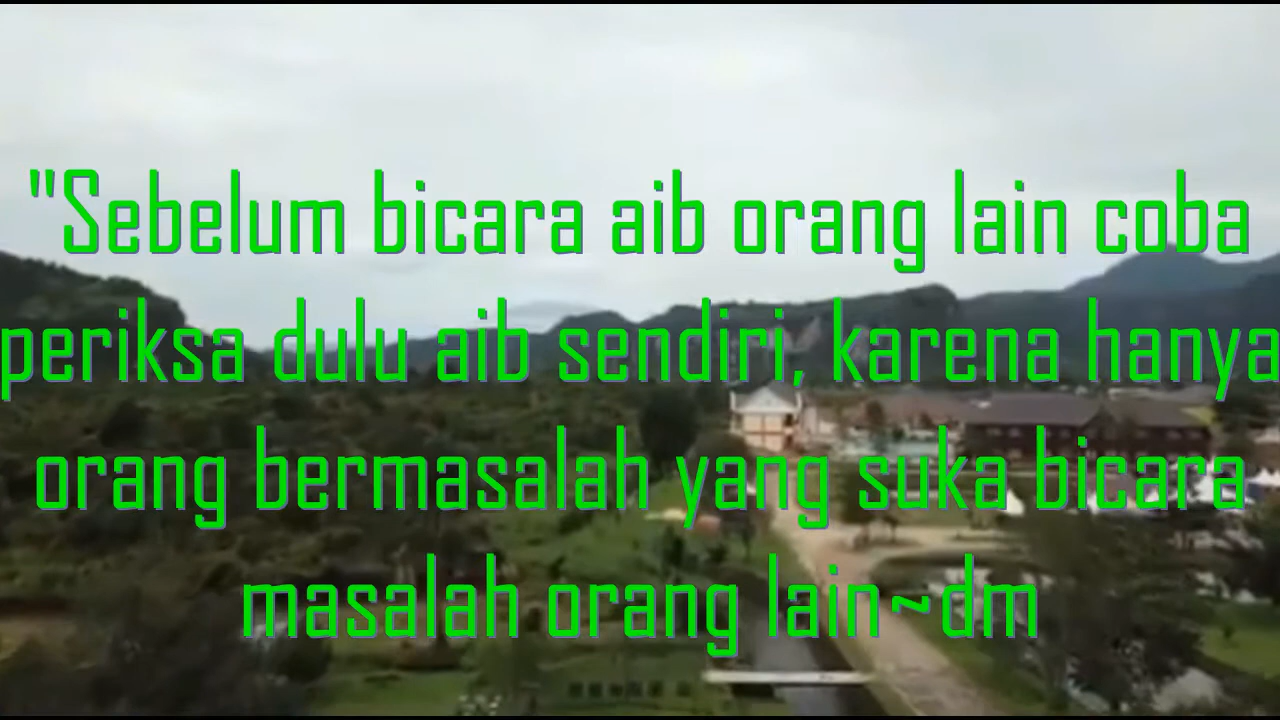 "Sebelum bicara aib orang lain coba
periksa dulu aib sendiri, karena hanya
orang bermasalah yang suka bicara
masalah orang lain~dm